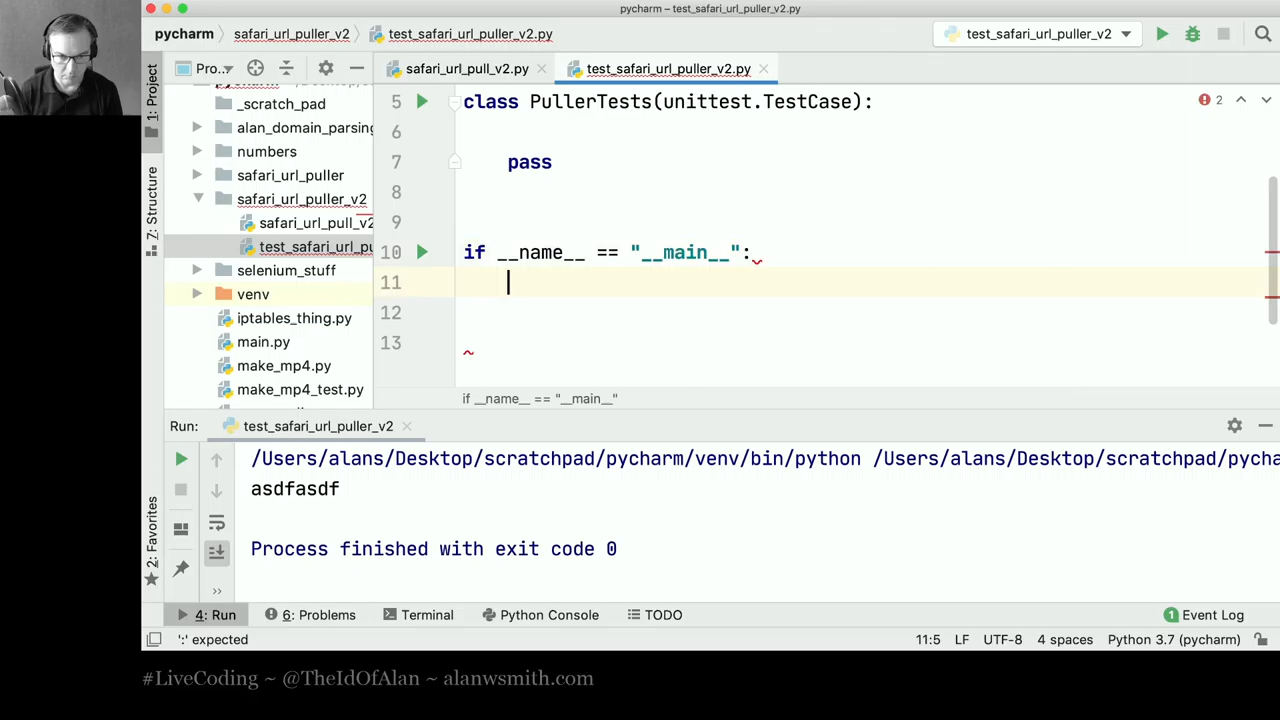 pycharm – test_safari_url_puller_v2.py
pycharm safari_url_puller_v2 test_safari_url_puller_v2.py
test_safari_url_puller_v2
Pro...
safari_url_pull_v2.py
test_safari_url_puller_v2.py
1: Project
Z: Structure
2: Favorites
_scratch_pad
alan_domain_parsing
numbers
safari_url_puller
safari_url_puller_v2
safari_url_pull_v2
test_safari_url_pu
selenium_stuff
venv
iptables_thing.py
main.py
make_mp4.py
make_mp4_test.py
5 class PullerTests(unittest.TestCase):
2
6
7 pass
8
9
10 if __name__ == "__main__":
11
12
13
if __name__ == "__main__"
Run: test_safari_url_puller_v2
/Users/alans/Desktop/scratchpad/pycharm/venv/bin/python /Users/alans/Desktop/scratchpad/pycha
asdfasdf
Process finished with exit code 0
4: Run 6: Problems Terminal Python Console TODO 1 Event Log
':' expected 11:5 LF UTF-8 4 spaces Python 3.7 (pycharm)
#LiveCoding ~ @TheIdOfAlan ~ alanwsmith.com